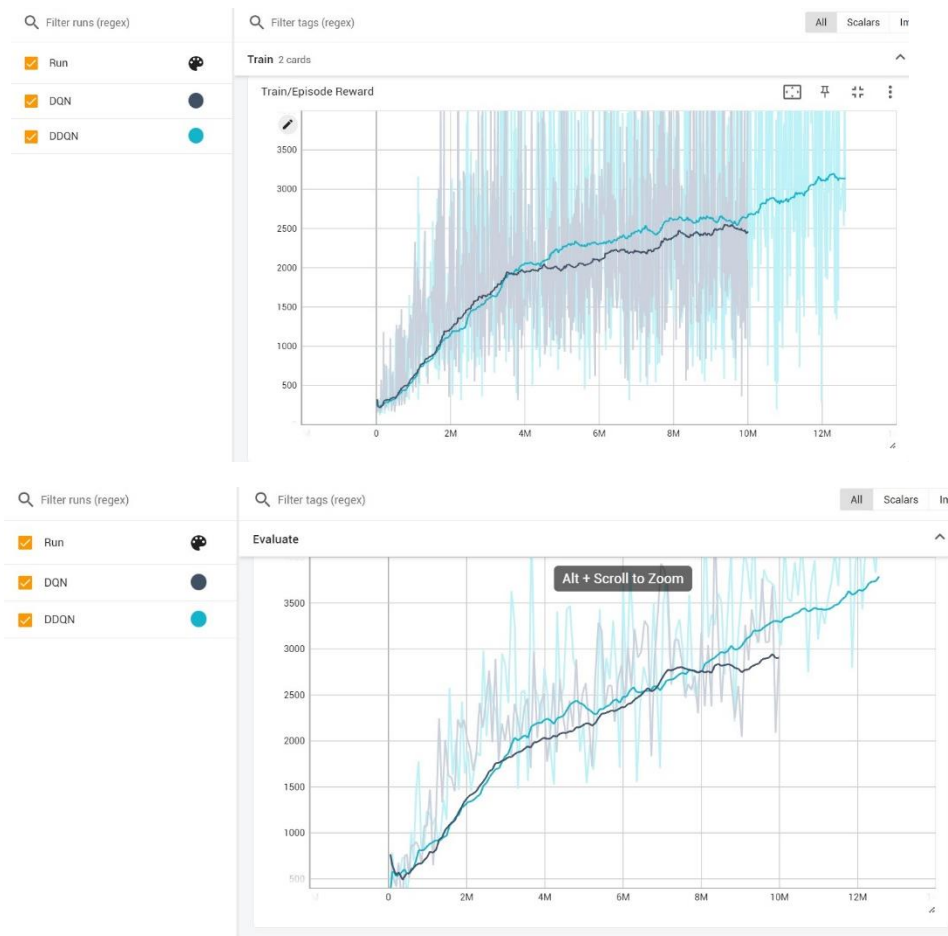 Filter runs (regex)
Filter tags (regex)
All Scalars Im
Run
Train 2 cards
DQN
Train/Episode Reward
DDQN
3500
3000
2500
2000
1500
1000
500
0 2M 4M 6M 8M 10M 12M
Filter runs (regex)
Filter tags (regex)
All Scalars In
Run
Evaluate
DQN
Alt + Scroll to Zoom
DDQN
3500
3000
2500
2000
1500
1000
500
0 2M 4M 6M 8M 10M 12M